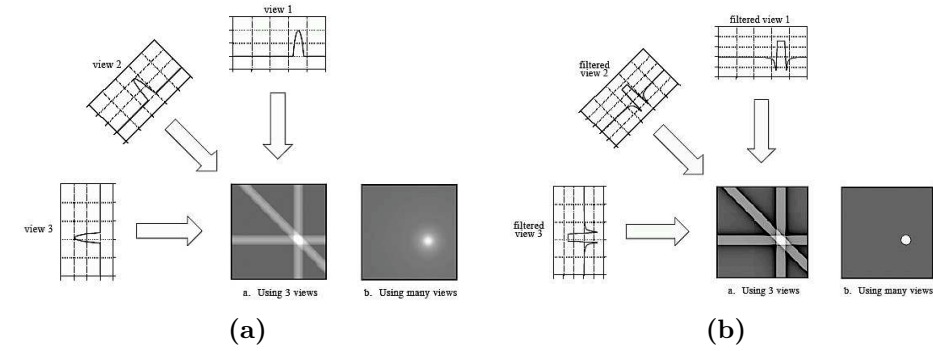 view 1
view 2
view 3
a. Using 3 views
b. Using many views
(a)
filtered view 1
filtered
view 2
filtered
view 3
a. Using 3 views
b. Using many views
(b)